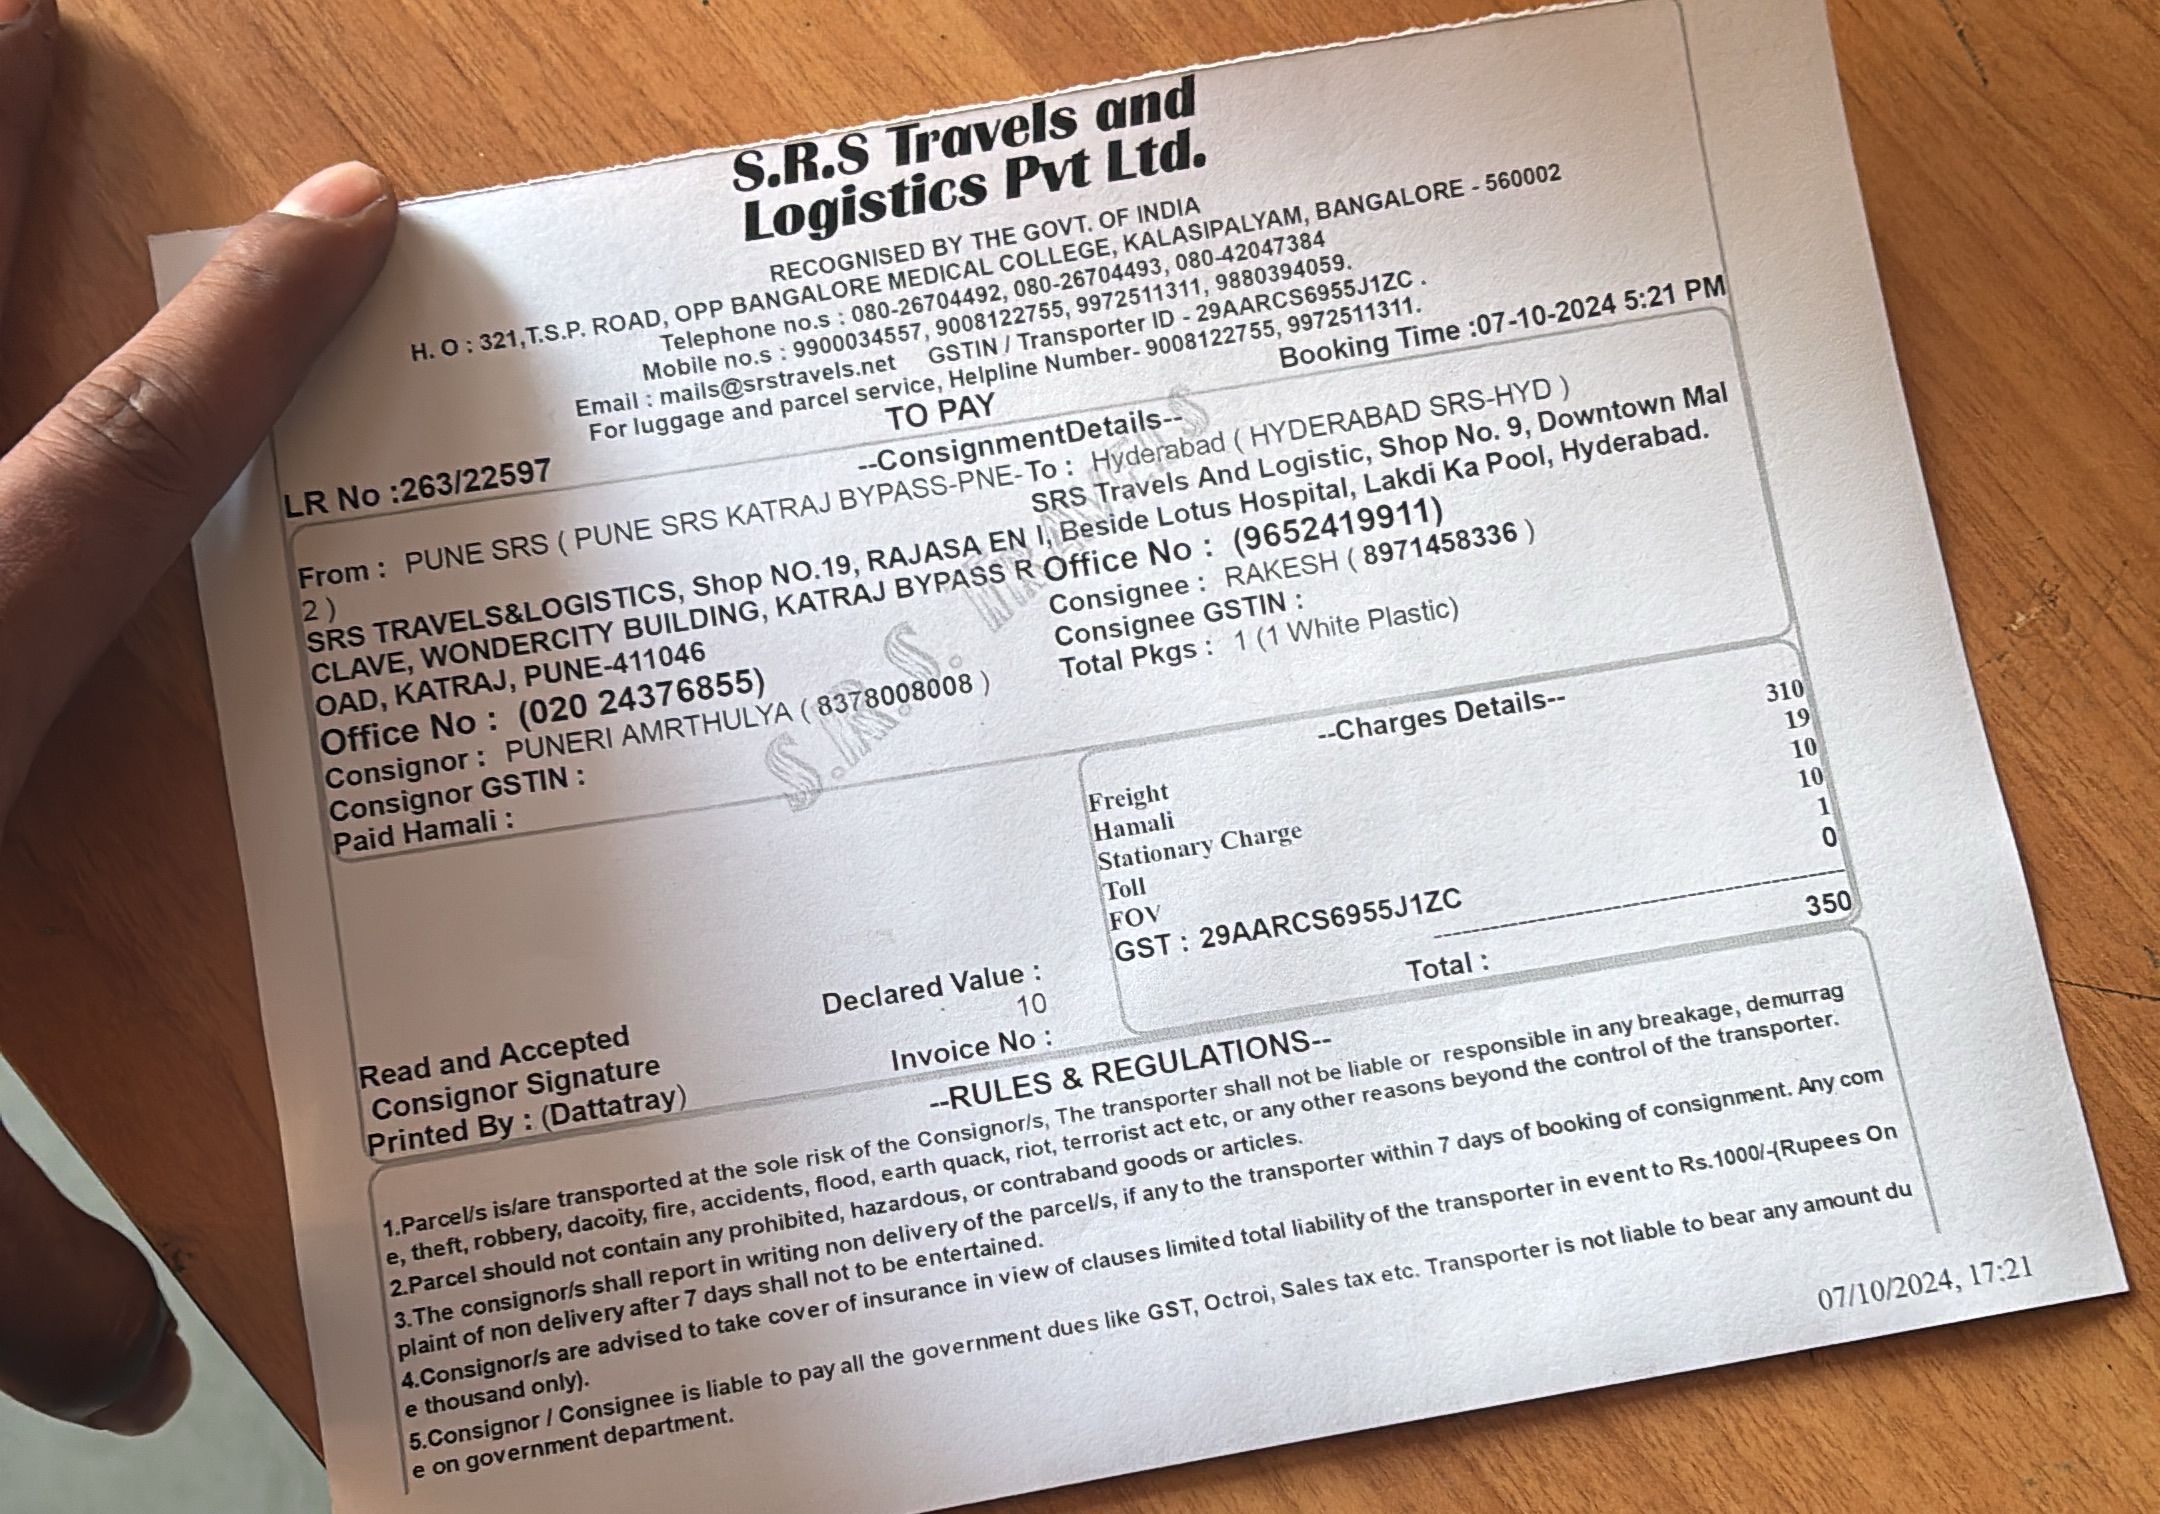 S.R.S Travels and
Logistics Pvt Ltd.
RECOGNISED BY THE GOVT. OF INDIA
H. O : 321,T.S.P. ROAD, OPP BANGALORE MEDICAL COLLEGE, KALASIPALYAM, BANGALORE - 560002
Telephone no.s : 080-26704492, 080-26704493, 080-42047384
Mobile no.s : 9900034557, 9008122755, 9972511311, 9880394059.
Email : mails@srstravels.net GSTIN / Transporter ID - 29AARCS6955J1ZC .
For luggage and parcel service, Helpline Number- 9008122755, 9972511311.
TO PAY
LR No :263/22597
Booking Time :07-10-2024 5:21 PM
--ConsignmentDetails--
From : PUNE SRS ( PUNE SRS KATRAJ BYPASS-PNE-
2 )
SRS TRAVELS&LOGISTICS, Shop NO.19, RAJASA EN
CLAVE, WONDERCITY BUILDING, KATRAJ BYPASS R
OAD, KATRAJ, PUNE-411046
Office No : (020 24376855)
Consignor : PUNERI AMRTHULYA ( 8378008008 )
Consignor GSTIN :
Paid Hamali :
To : Hyderabad ( HYDERABAD SRS-HYD )
SRS Travels And Logistic, Shop No. 9, Downtown Mal
l, Beside Lotus Hospital, Lakdi Ka Pool, Hyderabad.
Office No : (9652419911)
Consignee : RAKESH ( 8971458336 )
Consignee GSTIN :
Total Pkgs : 1 (1 White Plastic)
S.R.S. TRAVELS
--Charges Details--
Freight 310
Hamali 19
Stationary Charge 10
Toll 10
FOV 1
GST : 29AARCS6955J1ZC 0
Total : 350
Declared Value :
10
Invoice No :
Read and Accepted
Consignor Signature
Printed By : (Dattatray)
--RULES & REGULATIONS--
1.Parcel/s is/are transported at the sole risk of the Consignor/s, The transporter shall not be liable or responsible in any breakage, demurrag
e, theft, robbery, dacoity, fire, accidents, flood, earth quack, riot, terrorist act etc, or any other reasons beyond the control of the transporter.
2.Parcel should not contain any prohibited, hazardous, or contraband goods or articles.
3.The consignor/s shall report in writing non delivery of the parcel/s, if any to the transporter within 7 days of booking of consignment. Any com
plaint of non delivery after 7 days shall not to be entertained.
4.Consignor/s are advised to take cover of insurance in view of clauses limited total liability of the transporter in event to Rs.1000/-(Rupees On
e thousand only).
5.Consignor / Consignee is liable to pay all the government dues like GST, Octroi, Sales tax etc. Transporter is not liable to bear any amount du
e on government department.
07/10/2024, 17:21